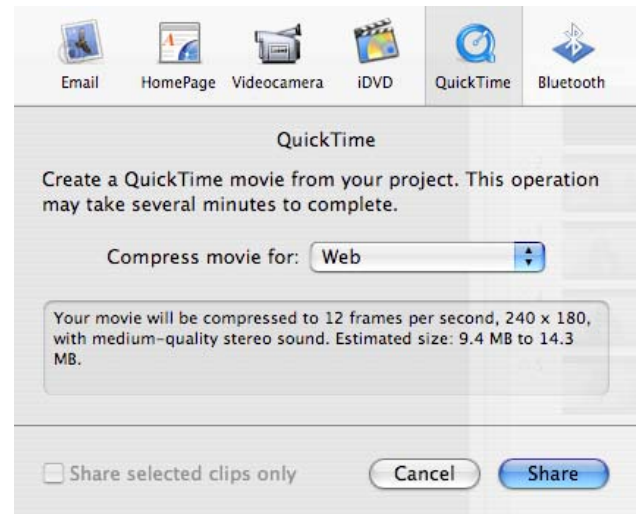 Email HomePage Videocamera iDVD QuickTime Bluetooth
QuickTime
Create a QuickTime movie from your project. This operation
may take several minutes to complete.
Compress movie for: Web
Your movie will be compressed to 12 frames per second, 240 x 180,
with medium-quality stereo sound. Estimated size: 9.4 MB to 14.3
MB.
Share selected clips only Cancel Share